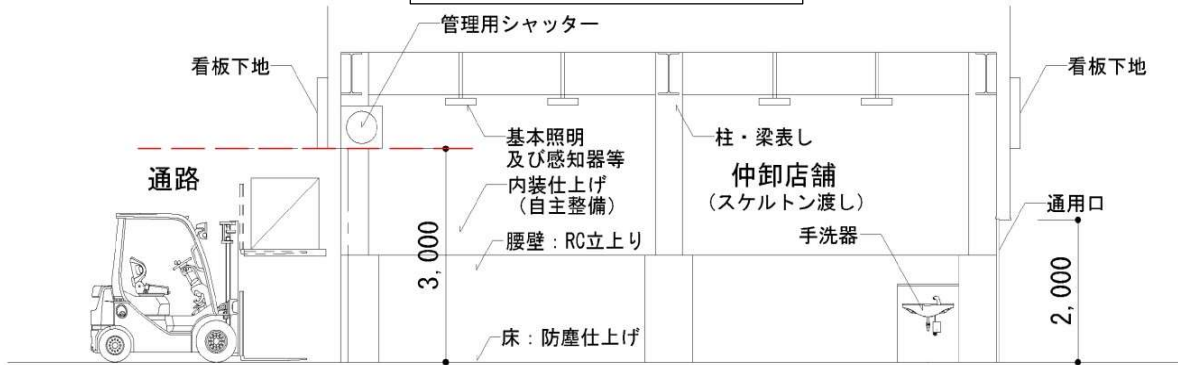 管理用シャッター
看板下地
看板下地
基本照明
及び感知器等
柱・梁表し
通路
仲卸店舗
（スケルトン渡し）
内装仕上げ
（自主整備）
通用口
手洗器
腰壁：RC立上り
3,000
2,000
床：防塵仕上げ